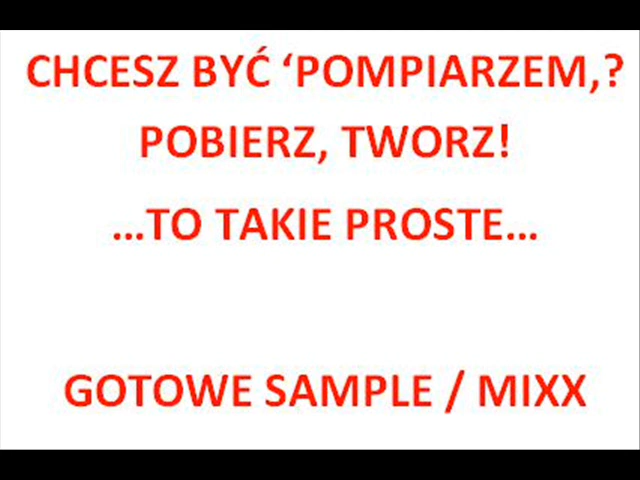 CHCESZ BYĆ ‘POMPIARZEM,?
POBIERZ, TWORZ!
...TO TAKIE PROSTE...
GOTOWE SAMPLE / MIXX